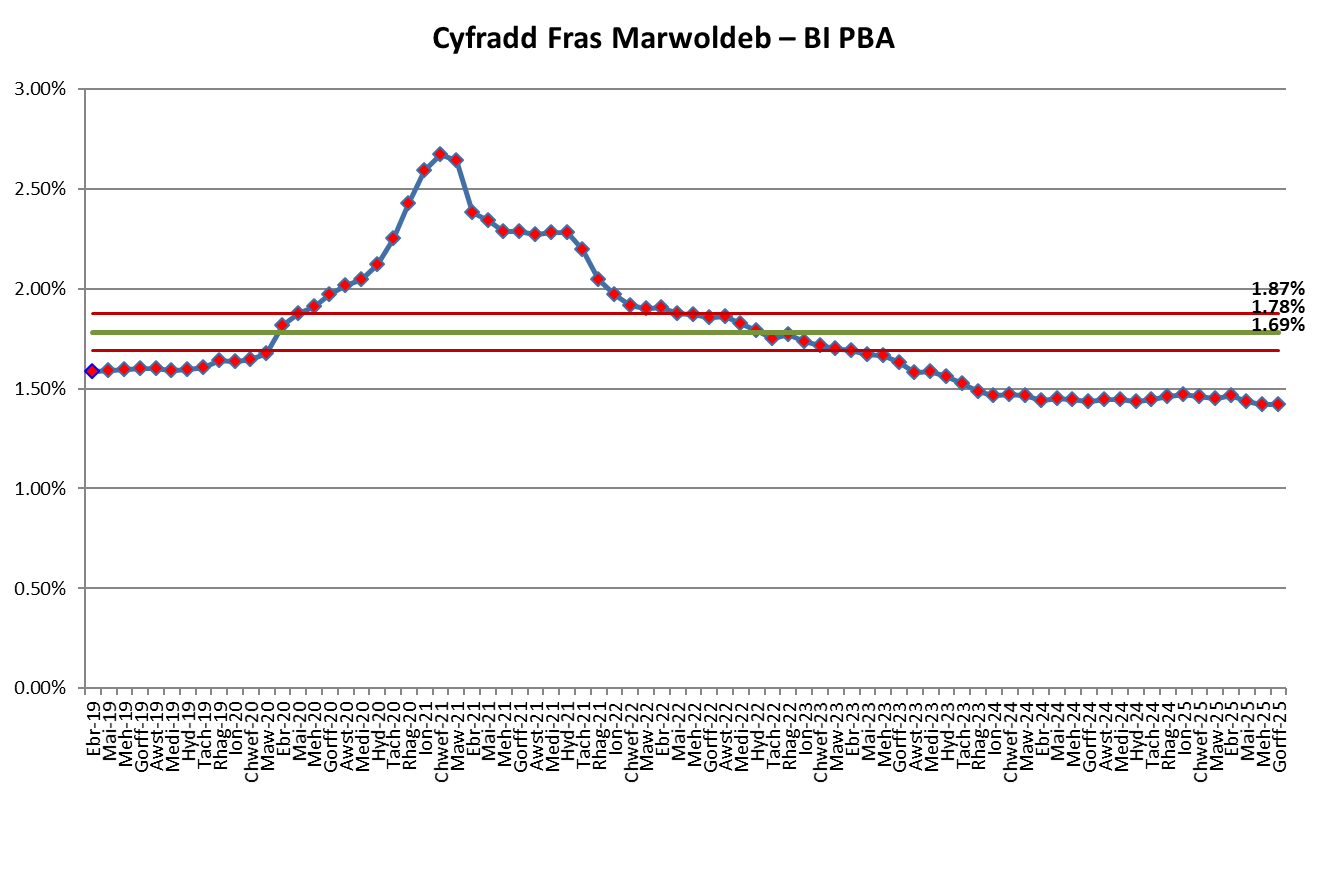 Cyfradd Fras Marwoldeb – BI PBA
3.00%
2.50%
2.00%
1.50%
1.00%
0.50%
0.00%
1.87%
1.78%
1.69%
Ebr-19
Mai-19
Meh-19
Gorff-19
Awst-19
Medi-19
Hyd-19
Tach-19
Rhag-19
Ion-20
Chwef-20
Maw-20
Ebr-20
Mai-20
Meh-20
Gorff-20
Awst-20
Medi-20
Hyd-20
Tach-20
Rhag-20
Ion-21
Chwef-21
Maw-21
Ebr-21
Mai-21
Meh-21
Gorff-21
Awst-21
Medi-21
Hyd-21
Tach-21
Rhag-21
Ion-22
Chwef-22
Maw-22
Ebr-22
Mai-22
Meh-22
Gorff-22
Awst-22
Medi-22
Hyd-22
Tach-22
Rhag-22
Ion-23
Chwef-23
Maw-23
Ebr-23
Mai-23
Meh-23
Gorff-23
Awst-23
Medi-23
Hyd-23
Tach-23
Rhag-23
Ion-24
Chwef-24
Maw-24
Ebr-24
Mai-24
Meh-24
Gorff-24
Awst-24
Medi-24
Hyd-24
Tach-24
Rhag-24
Ion-25
Chwef-25
Maw-25
Ebr-25
Mai-25
Meh-25
Gorff-25